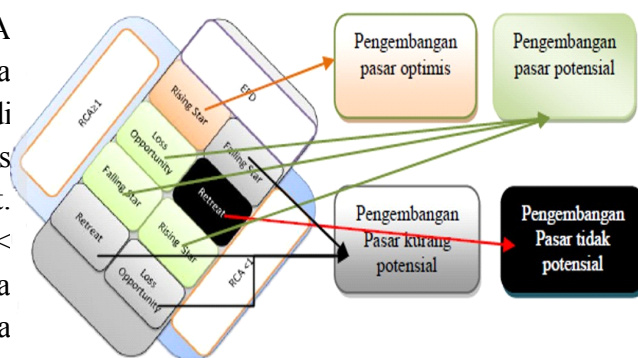 A
a
di
s
t.
<
a
a
RCA≥1
EPD
Rising Star
Loss
Opportunity
Falling Star
Falling Star
Retreat
Retreat
Rising Star
Loss
Opportunity
RCA <1
Pengembangan
pasar optimis
Pengembangan
pasar potensial
Pengembangan
Pasar kurang
potensial
Pengembangan
Pasar tidak
potensial